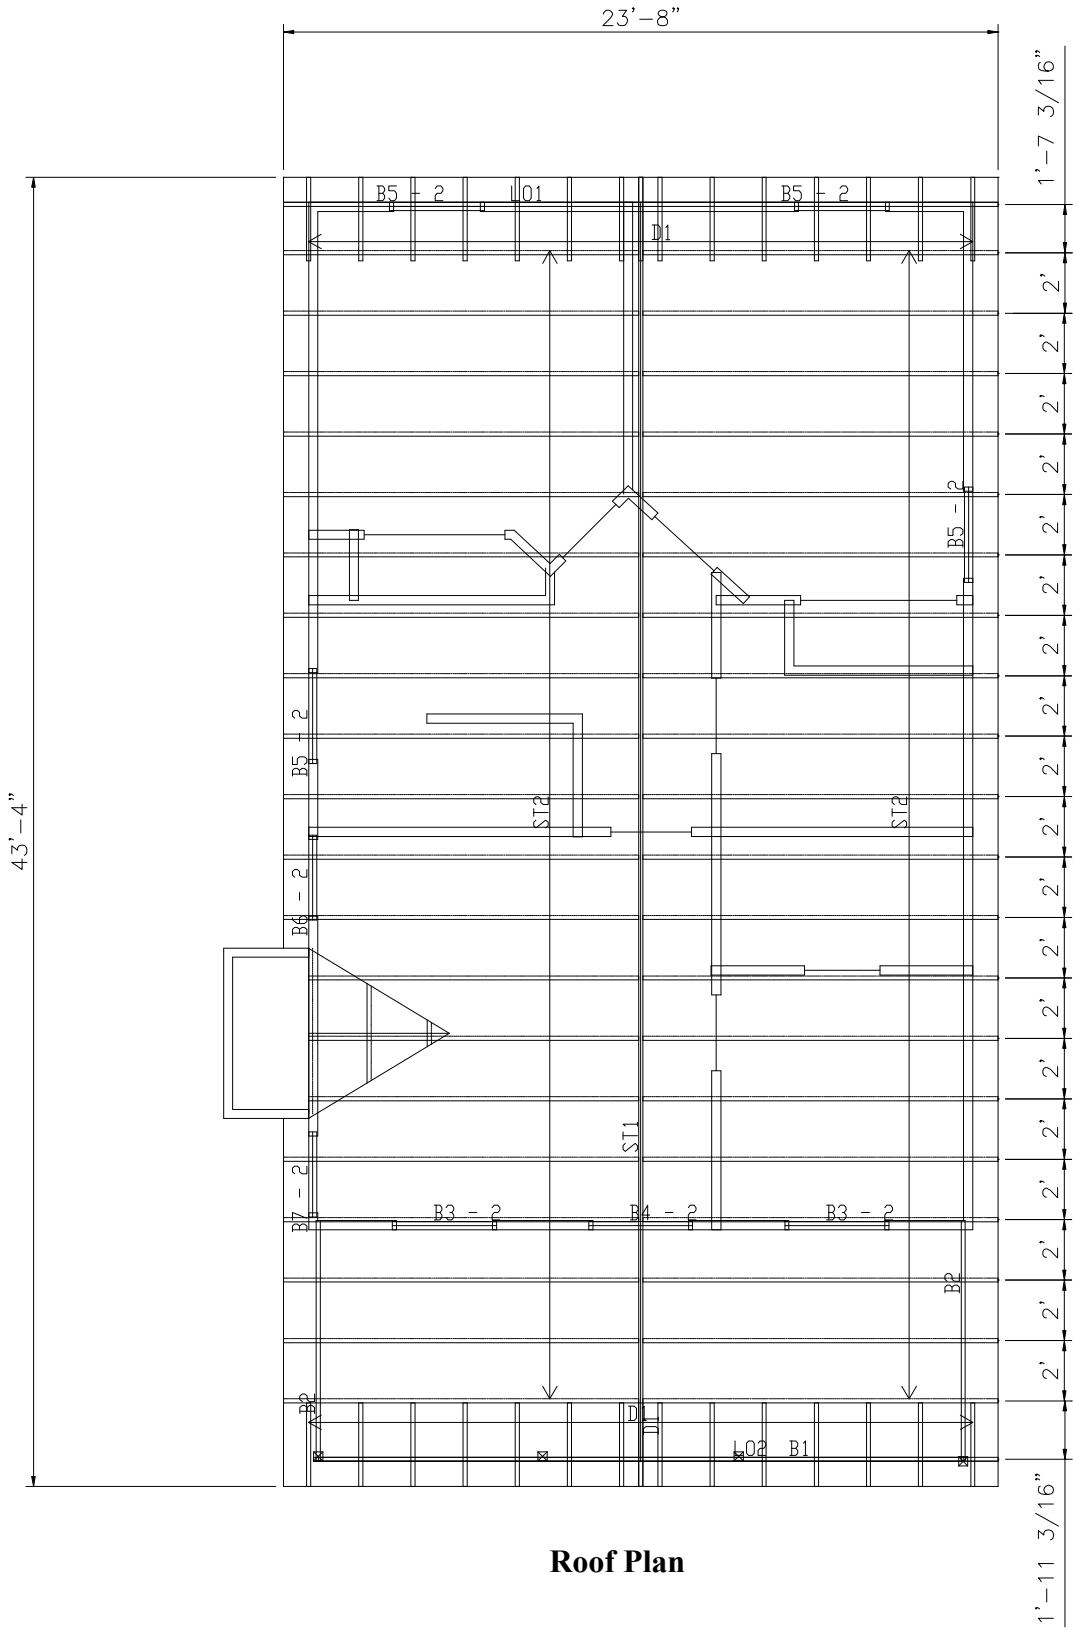 23'-8"
1'-7 3/16"
B5 - 2
LO1
B5 - 2
D1
2'
2'
2'
2'
2'
B5 - 2
2'
2'
2'
B5 - 2
2'
43'-4"
ST2
ST2
2'
2'
B6 - 2
2'
2'
2'
ST1
2'
B7 - 2
2'
B3 - 2
B4 - 2
B3 - 2
2'
B2
2'
2'
B2
D1
D1
LO2
B1
1'-11 3/16"
Roof Plan